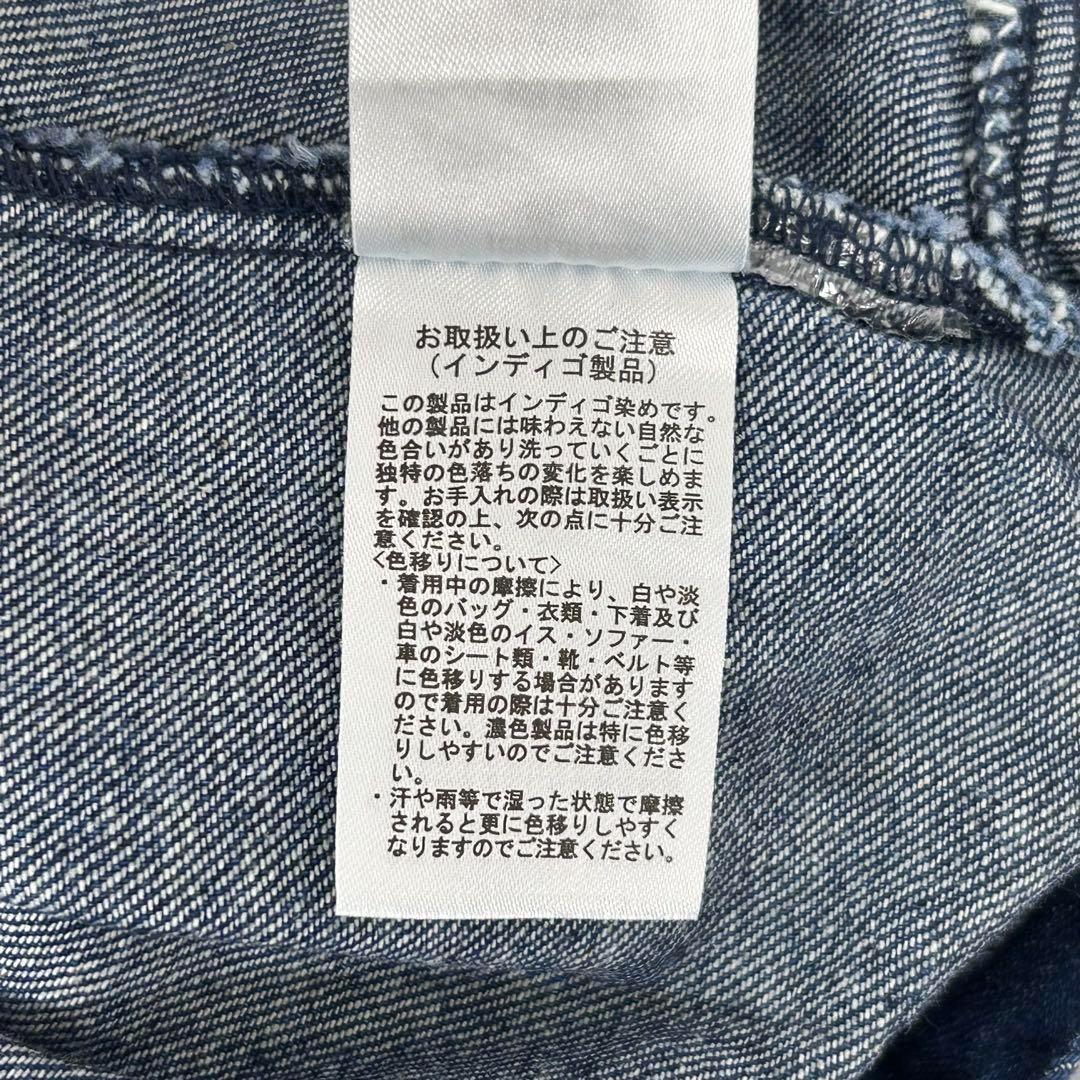 お取扱い上のご注意
（インディゴ製品）
この製品はインディゴ染めです。
他の製品には味わえない自然な
色合いがあり洗っていくごとに
独特の色落ちの変化を楽しめま
す。お手入れの際は取扱い表示
を確認の上、次の点に十分ご注
意ください。
<色移りについて>
・着用中の摩擦により、白や淡
色のバッグ・衣類・下着及び
白や淡色のイス・ソファー・
車のシート類・靴・ベルト等
に色移りする場合があります
ので着用の際は十分ご注意く
ださい。濃色製品は特に色移
りしやすいのでご注意くださ
い。
・汗や雨等で湿った状態で摩擦
されると更に色移りしやすく
なりますのでご注意ください。